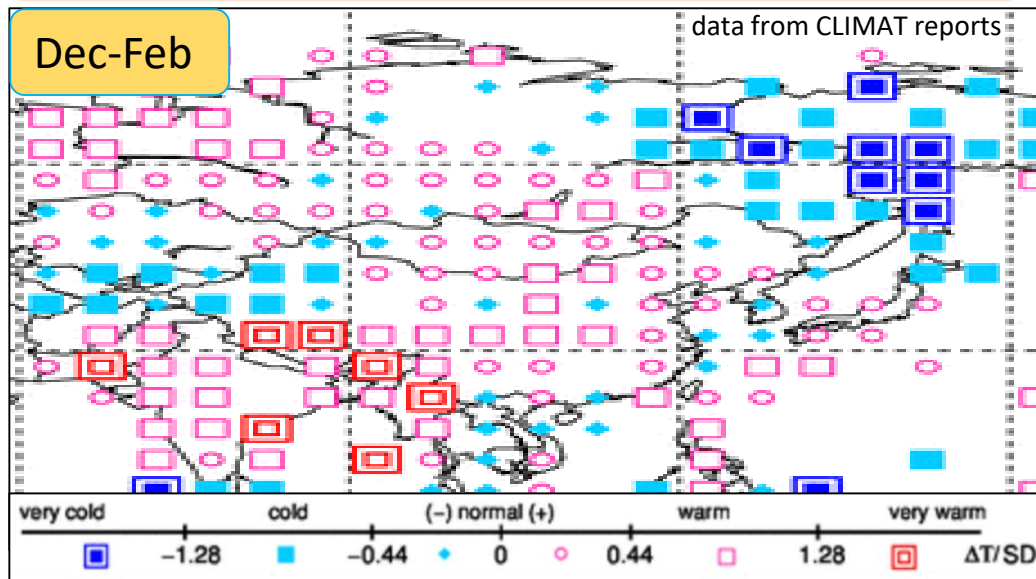 Dec-Feb
data from CLIMAT reports
very cold cold (−) normal (+) warm very warm
−1.28 −0.44 0 0.44 1.28 ΔT/SD